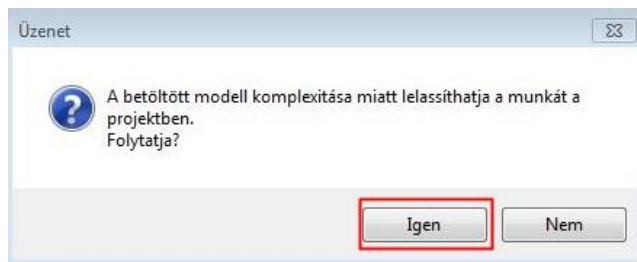 Üzenet
A betöltött modell komplexitása miatt lelassíthatja a munkát a
projektben.
Folytatja?
Igen
Nem